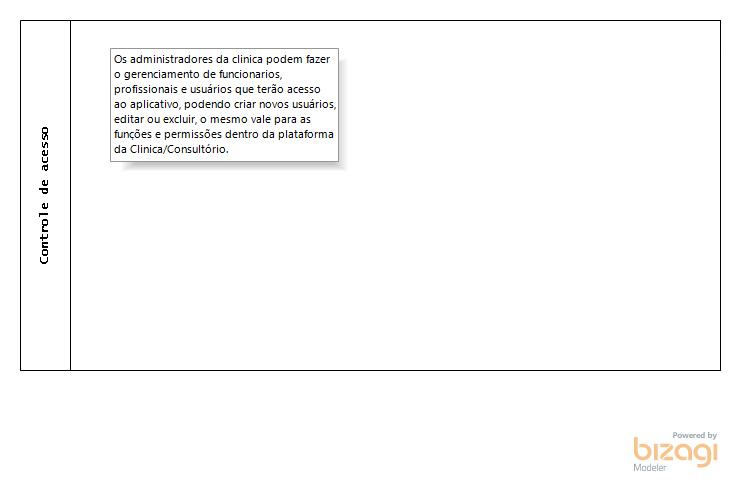 Controle de acesso
Os administradores da clinica podem fazer
o gerenciamento de funcionarios,
profissionais e usuários que terão acesso
ao aplicativo, podendo criar novos usuários,
editar ou excluir, o mesmo vale para as
funções e permissões dentro da plataforma
da Clinica/Consultório.
Powered by
bizagi
Modeler